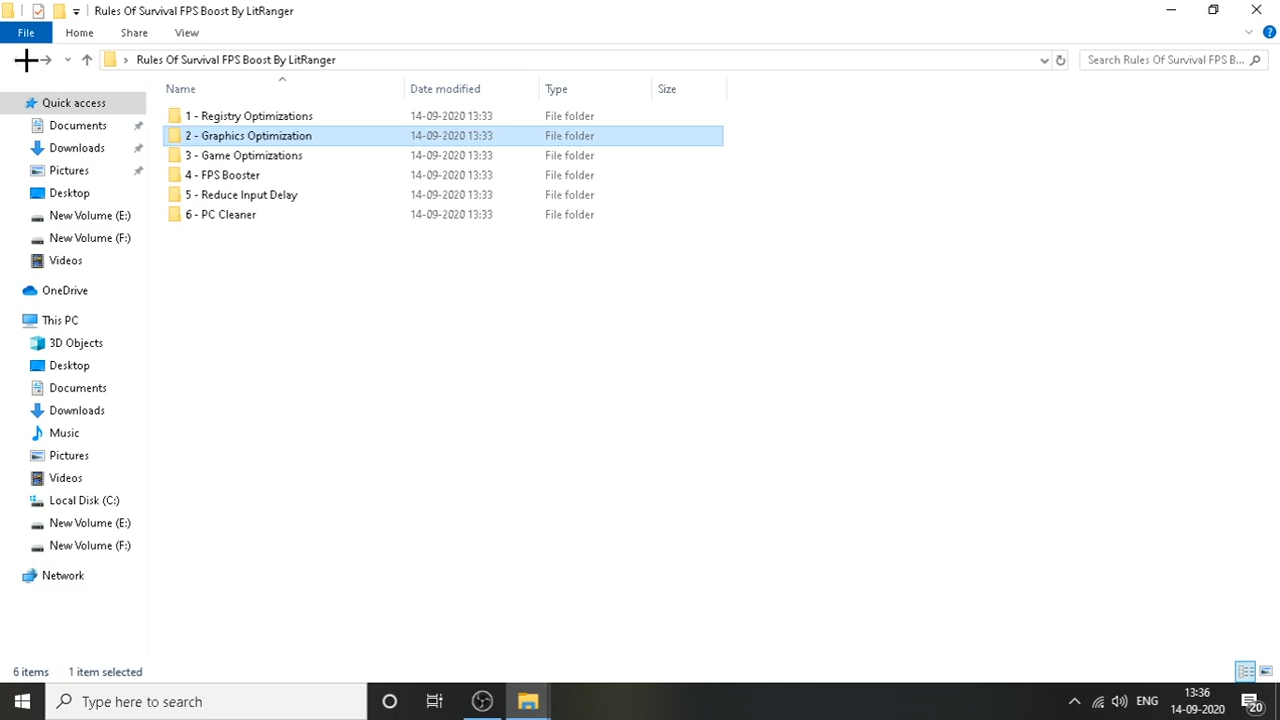 Rules Of Survival FPS Boost By LitRanger
File Home Share View
Rules Of Survival FPS Boost By LitRanger
Search Rules Of Survival FPS B...
Name Date modified Type Size
Quick access
Documents
Downloads
Pictures
Desktop
New Volume (E:)
New Volume (F:)
Videos
OneDrive
This PC
3D Objects
Desktop
Documents
Downloads
Music
Pictures
Videos
Local Disk (C:)
New Volume (E:)
New Volume (F:)
Network
1 - Registry Optimizations 14-09-2020 13:33 File folder
2 - Graphics Optimization 14-09-2020 13:33 File folder
3 - Game Optimizations 14-09-2020 13:33 File folder
4 - FPS Booster 14-09-2020 13:33 File folder
5 - Reduce Input Delay 14-09-2020 13:33 File folder
6 - PC Cleaner 14-09-2020 13:33 File folder
6 items 1 item selected
Type here to search
ENG
13:36
14-09-2020
20